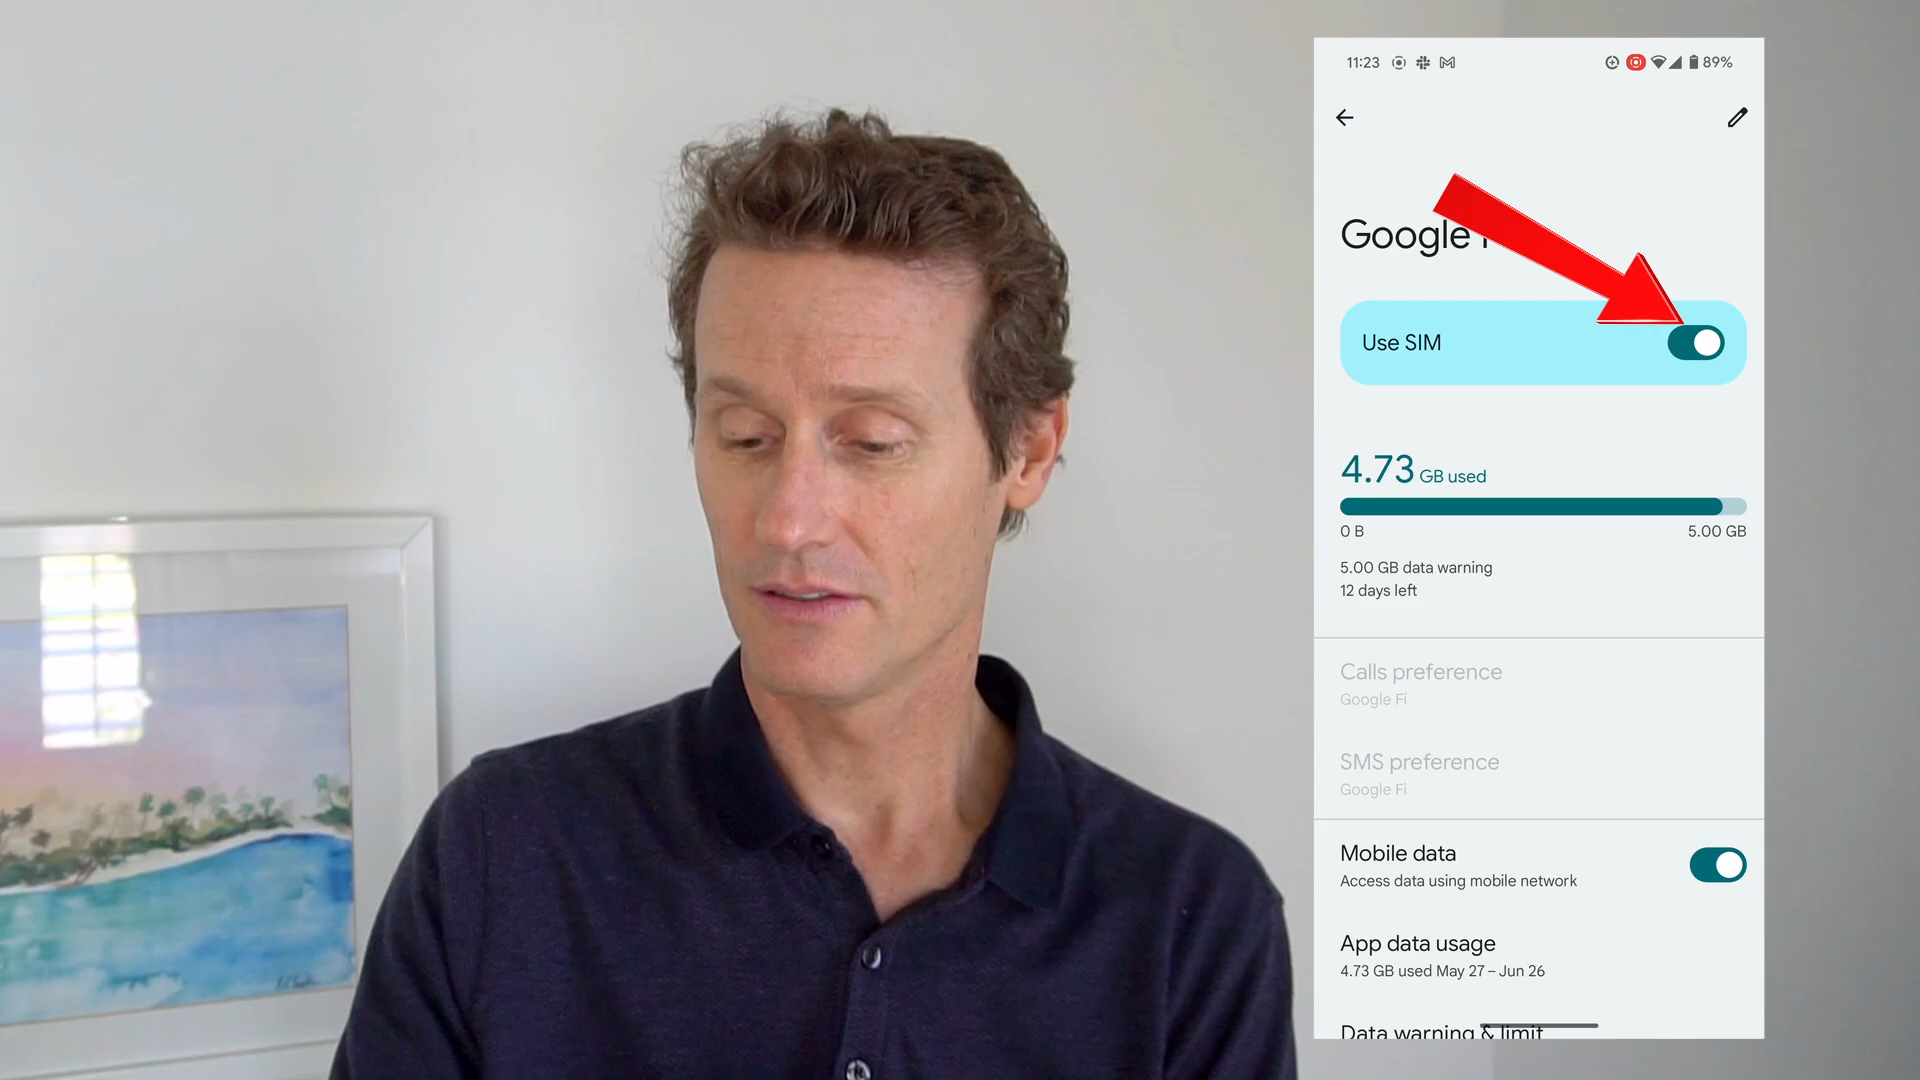 11:23
89%
Google
Use SIM
4.73 GB used
0 B
5.00 GB
5.00 GB data warning
12 days left
Calls preference
Google Fi
SMS preference
Google Fi
Mobile data
Access data using mobile network
App data usage
4.73 GB used May 27 – Jun 26
Data warning & limit